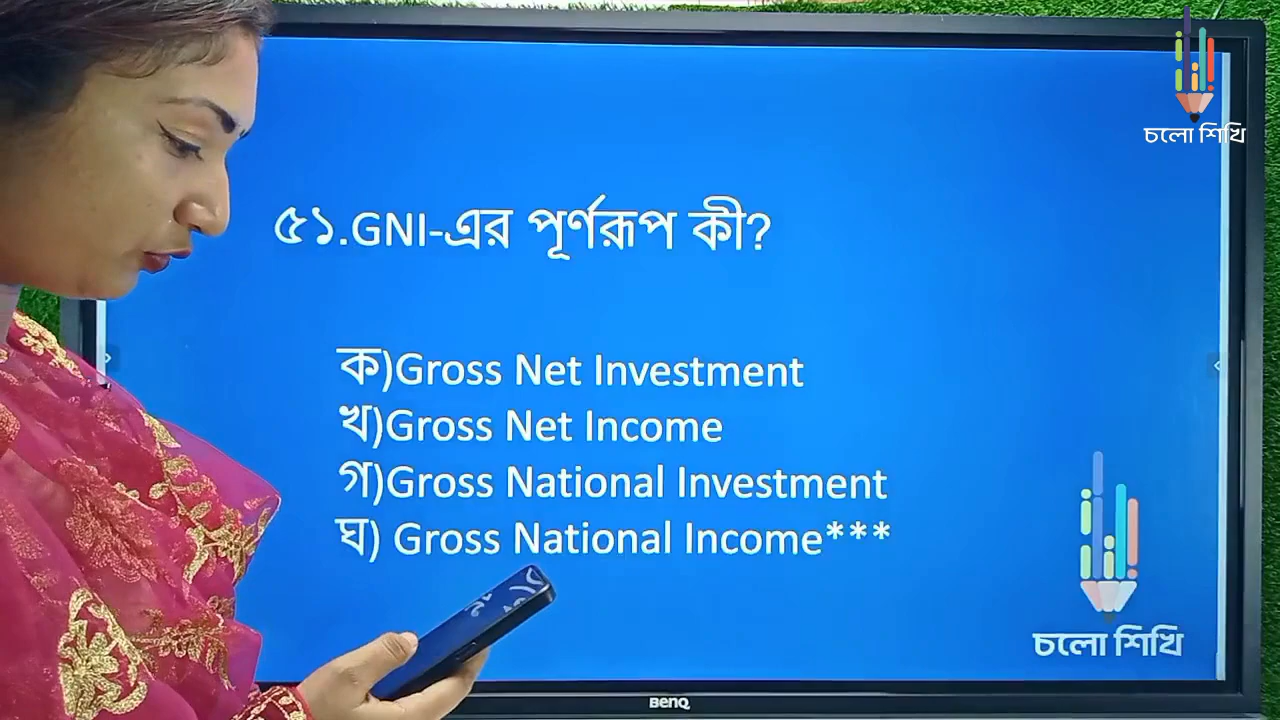 চলো শিখি
৫১.GNI-এর পূর্ণরূপ কী?
ক)Gross Net Investment
খ)Gross Net Income
গ)Gross National Investment
ঘ) Gross National Income***
চলো শিখি
BenQ